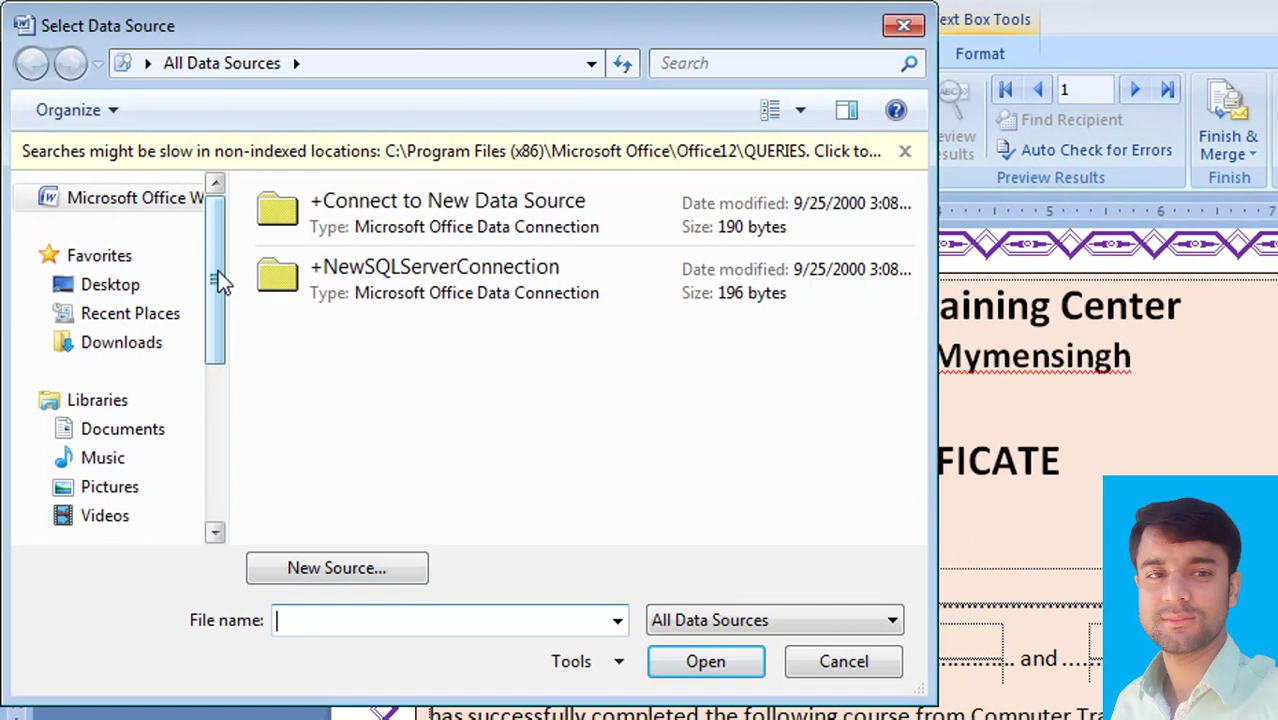 Select Data Source
ext Box Tools
All Data Sources
Search
Format
Organize
1
Find Recipient
Auto Check for Errors
Preview Results
Finish &
Merge
Finish
Searches might be slow in non-indexed locations: C:\Program Files (x86)\Microsoft Office\Office12\QUERIES. Click to...
Microsoft Office W
Favorites
Desktop
Recent Places
Downloads
Libraries
Documents
Music
Pictures
Videos
+Connect to New Data Source
Type: Microsoft Office Data Connection
Date modified: 9/25/2000 3:08...
Size: 190 bytes
+NewSQLServerConnection
Type: Microsoft Office Data Connection
Date modified: 9/25/2000 3:08...
Size: 196 bytes
New Source...
File name:
All Data Sources
Tools
Open
Cancel
5 6 7
aining Center
Mymensingh
FICATE
.. and ....
has successfully completed the following course from Computer Tra